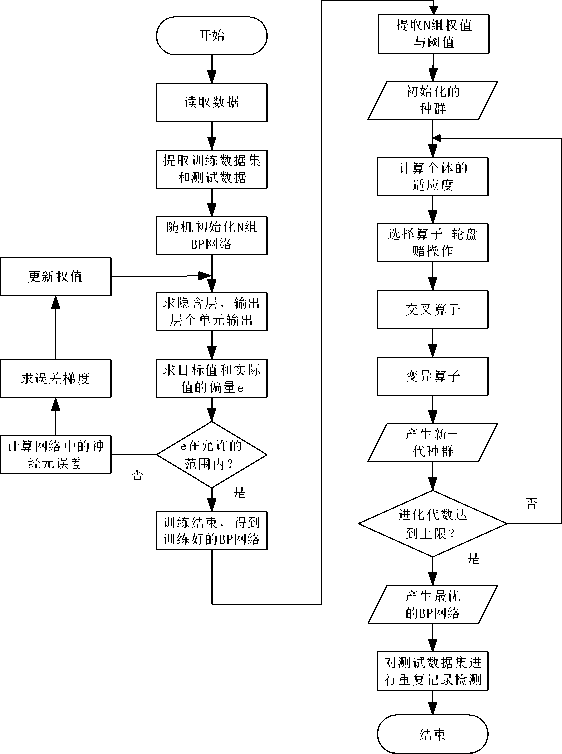 开始
读取数据
提取训练数据集
和测试数据
随机初始化N组
BP网络
更新权值
求隐含层、输出
层个单元输出
求误差梯度
求目标值和实际
值的偏量e
计算网络中的神
经元误差
e在允许的
范围内?
否
是
训练结束，得到
训练好的BP网络
提取N组权值
与阈值
初始化的
种群
计算个体的
适应度
选择算子 轮盘
赌操作
交叉算子
变异算子
产生新一
代种群
进化代数达
到上限?
否
是
产生最优
的BP网络
对测试数据集进
行重复记录检测
结束